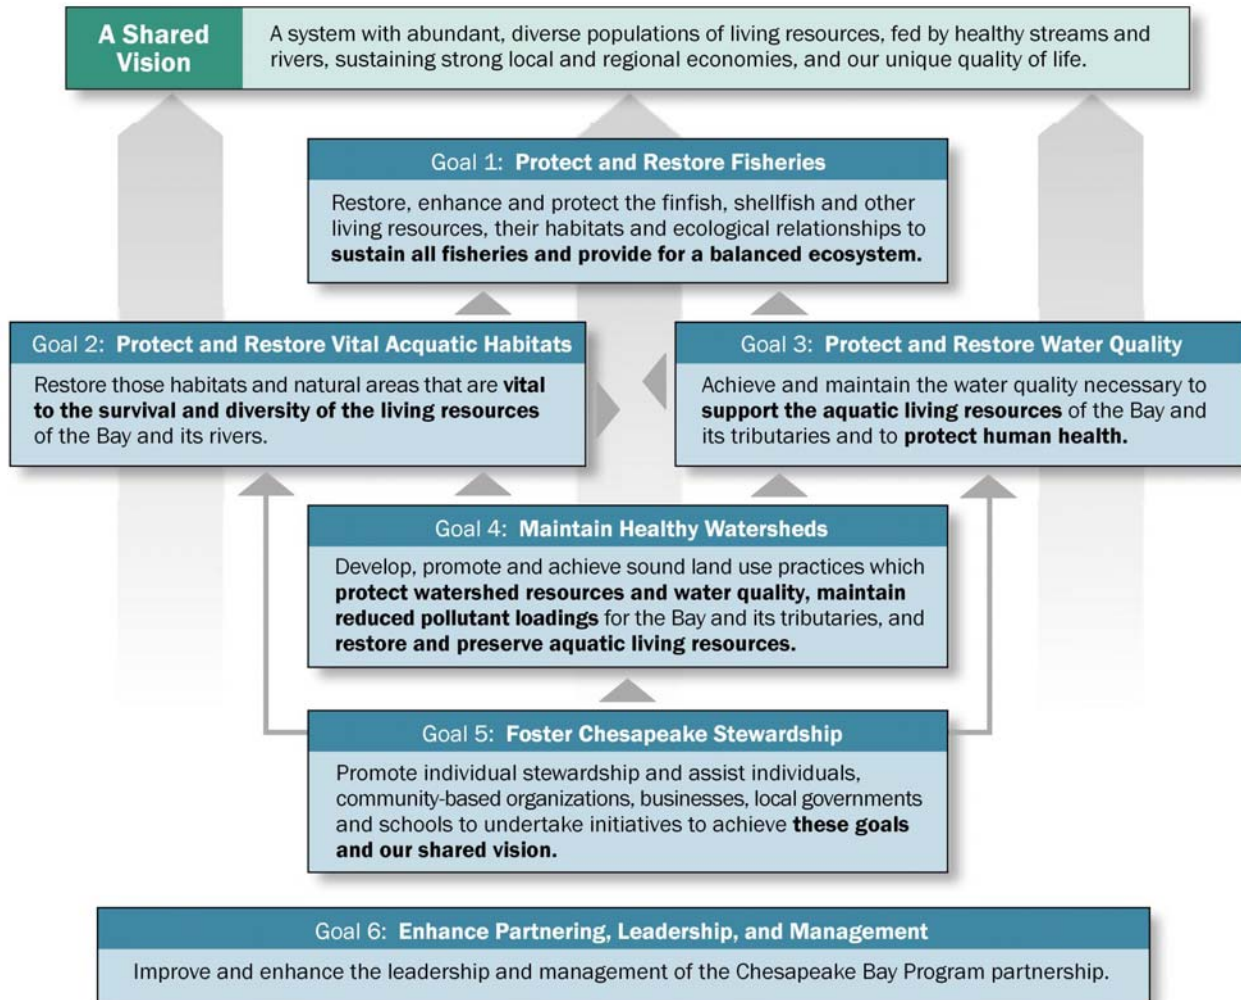 A Shared
Vision
A system with abundant, diverse populations of living resources, fed by healthy streams and
rivers, sustaining strong local and regional economies, and our unique quality of life.
Goal 1: Protect and Restore Fisheries
Restore, enhance and protect the finfish, shellfish and other
living resources, their habitats and ecological relationships to
sustain all fisheries and provide for a balanced ecosystem.
Goal 2: Protect and Restore Vital Acquatic Habitats
Restore those habitats and natural areas that are vital
to the survival and diversity of the living resources
of the Bay and its rivers.
Goal 3: Protect and Restore Water Quality
Achieve and maintain the water quality necessary to
support the aquatic living resources of the Bay and
its tributaries and to protect human health.
Goal 4: Maintain Healthy Watersheds
Develop, promote and achieve sound land use practices which
protect watershed resources and water quality, maintain
reduced pollutant loadings for the Bay and its tributaries, and
restore and preserve aquatic living resources.
Goal 5: Foster Chesapeake Stewardship
Promote individual stewardship and assist individuals,
community-based organizations, businesses, local governments
and schools to undertake initiatives to achieve these goals
and our shared vision.
Goal 6: Enhance Partnering, Leadership, and Management
Improve and enhance the leadership and management of the Chesapeake Bay Program partnership.